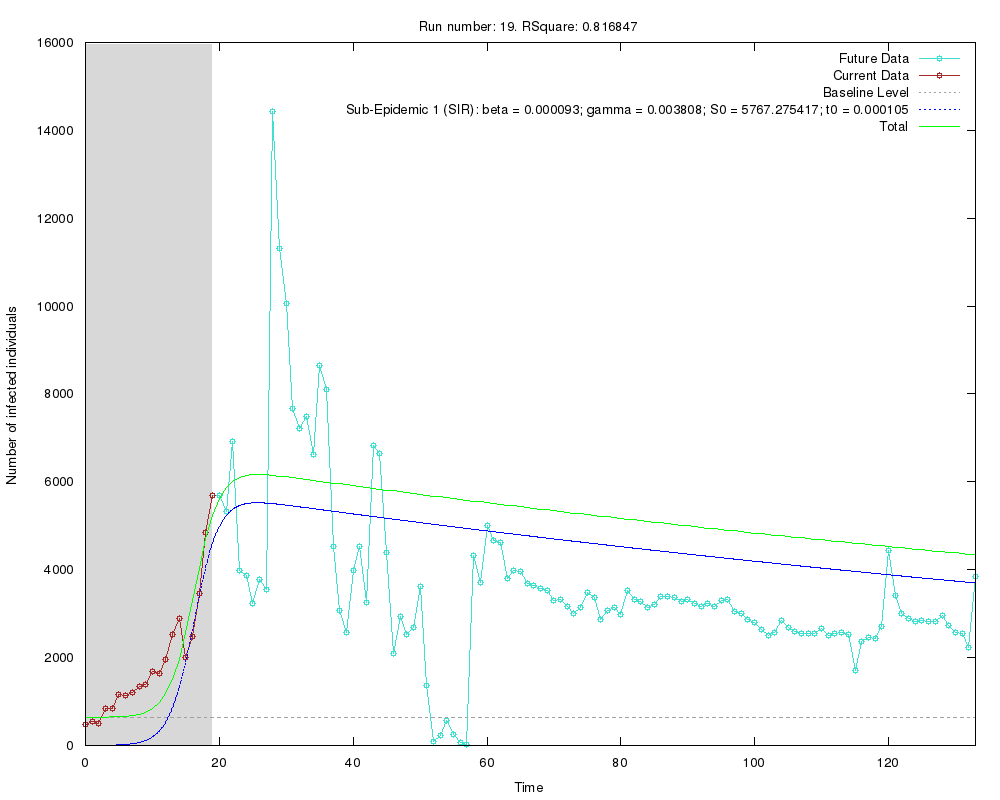 Run number: 19. RSquare: 0.816847
16000
14000
12000
10000
8000
6000
4000
2000
0
Number of infected individuals
Future Data
Current Data
Baseline Level
Sub-Epidemic 1 (SIR): beta = 0.000093; gamma = 0.003808; S0 = 5767.275417; t0 = 0.000105
Total
0 20 40 60 80 100 120
Time